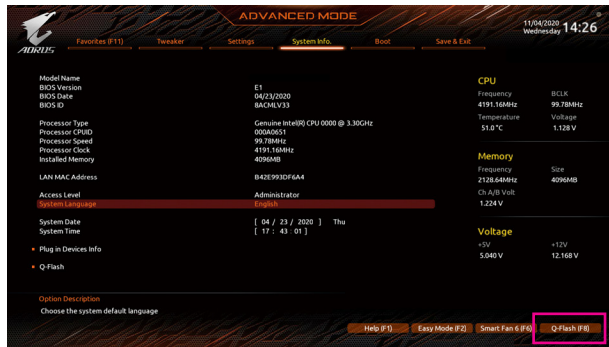 ADVANCED MODE
11/04/2020 Wednesday 14:26
AORUS
Favorites (F11) Tweaker Settings System Info. Boot Save & Exit
Model Name
BIOS Version E1
BIOS Date 04/23/2020
BIOS ID 8ACMLV33
Processor Type Genuine Intel(R) CPU 0000 @ 3.30GHz
Processor CPUID 000A0651
Processor Speed 99.78MHz
Processor Clock 4191.16MHz
Installed Memory 4096MB
LAN MAC Address B42E993DF6A4
Access Level Administrator
System Language English
System Date [ 04 / 23 / 2020 ] Thu
System Time [ 17 : 43 : 01 ]
Plug in Devices Info
Q-Flash
Option Description
Choose the system default language
CPU
Frequency BCLK
4191.16MHz 99.78MHz
Temperature Voltage
51.0 °C 1.128 V
Memory
Frequency Size
2128.64MHz 4096MB
Ch A/B Volt
1.224 V
Voltage
+5V +12V
5.040 V 12.168 V
Help (F1) Easy Mode (F2) Smart Fan 6 (F6) Q-Flash (F8)